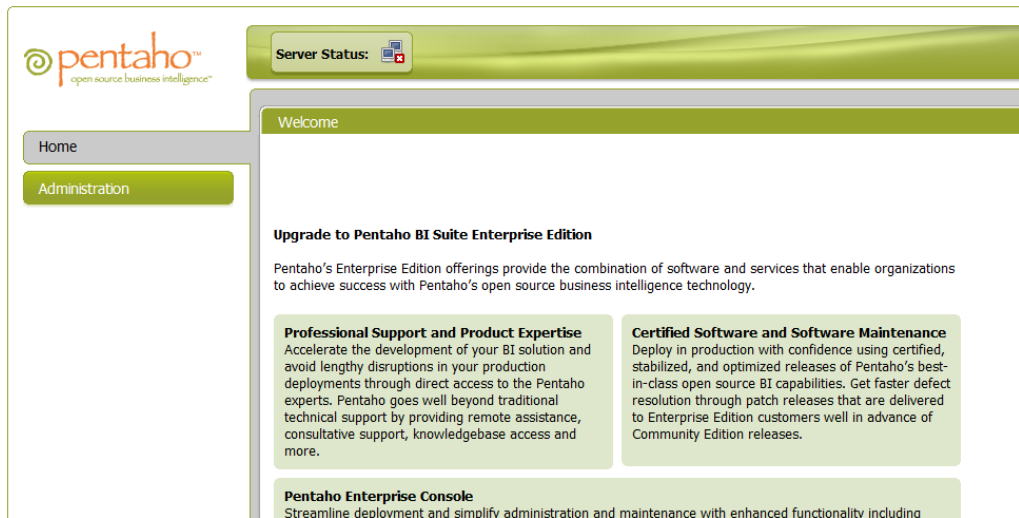 pentaho™
open source business intelligence™
Server Status:
Welcome
Home
Administration
Upgrade to Pentaho BI Suite Enterprise Edition
Pentaho's Enterprise Edition offerings provide the combination of software and services that enable organizations
to achieve success with Pentaho's open source business intelligence technology.
Professional Support and Product Expertise
Accelerate the development of your BI solution and
avoid lengthy disruptions in your production
deployments through direct access to the Pentaho
experts. Pentaho goes well beyond traditional
technical support by providing remote assistance,
consultative support, knowledgebase access and
more.
Certified Software and Software Maintenance
Deploy in production with confidence using certified,
stabilized, and optimized releases of Pentaho's best-
in-class open source BI capabilities. Get faster defect
resolution through patch releases that are delivered
to Enterprise Edition customers well in advance of
Community Edition releases.
Pentaho Enterprise Console
Streamline deployment and simplify administration and maintenance with enhanced functionality including